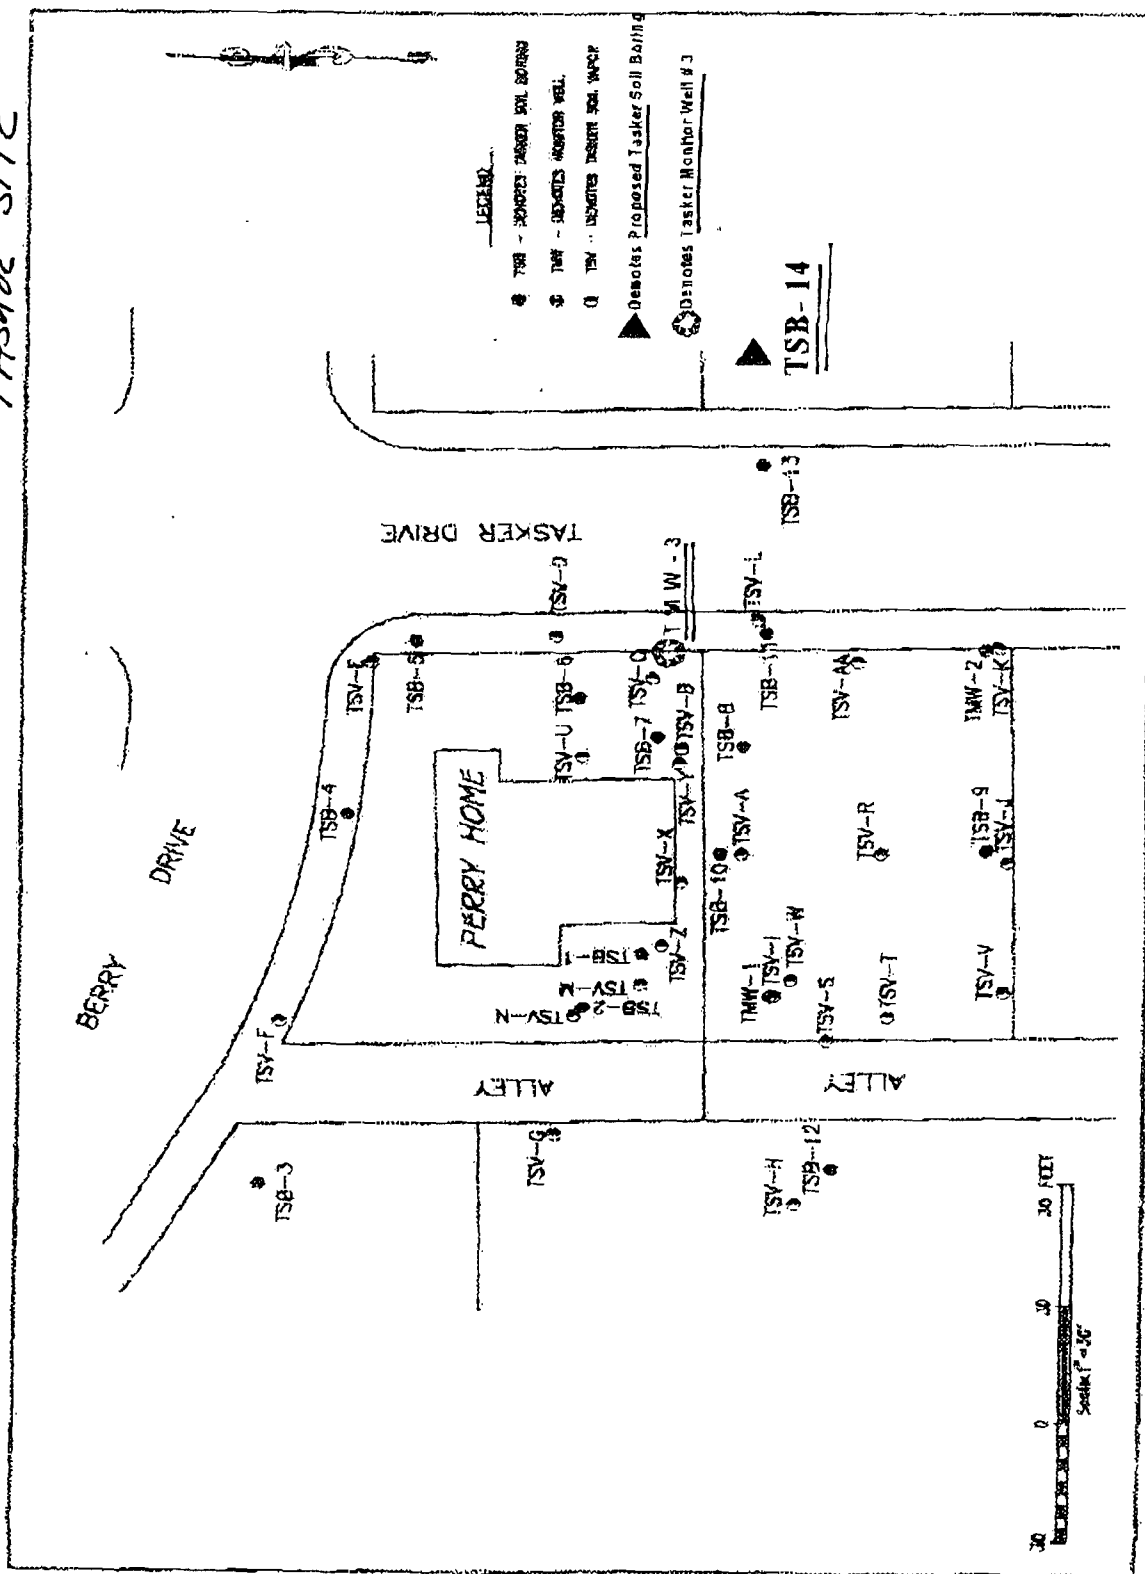 LEGEND
TSB - DENOTES TASKER SOIL BORING
TMW - DENOTES MONITOR WELL
TSV - DENOTES TASKER SOIL VAPOR
Denotes Proposed Tasker Soil Boring
Denotes Tasker Monitor Well # 3
TSB-14
BERRY
DRIVE
TASKER DRIVE
ALLEY
ALLEY
PERRY HOME
TSV-F
TSB-4
TSV-E
TSB-5
TSB-3
TSV-G
TSV-N
TSB-2
TSB-1
TSV-Z
TSV-X
TSV-U
TSB-6
TSB-7
TSV-Y
TSV-B
TMW-3
TSB-8
TSB-10
TSV-A
TSB-11
TSV-L
TSB-13
TMW-1
TSV-I
TSV-W
TSV-S
TSV-T
TSV-R
TSV-AA
TMW-2
TSV-K
TSB-9
TSV-J
TSV-V
TSV-H
TSB-12
30 0 30 30 FEET